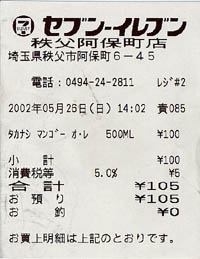 セブン-イレブン
秩父阿保町店
埼玉県秩父市阿保町6-45
電話:0494-24-2811 レジ#2
2002年05月26日(日) 14:02 責085
タカナシ マンゴー オ・レ 500ML ¥100
小 計 ¥100
消費税等 5.0% ¥5
合計 ¥105
お預り ¥105
お釣 ¥0
お買上明細は上記のとおりです。